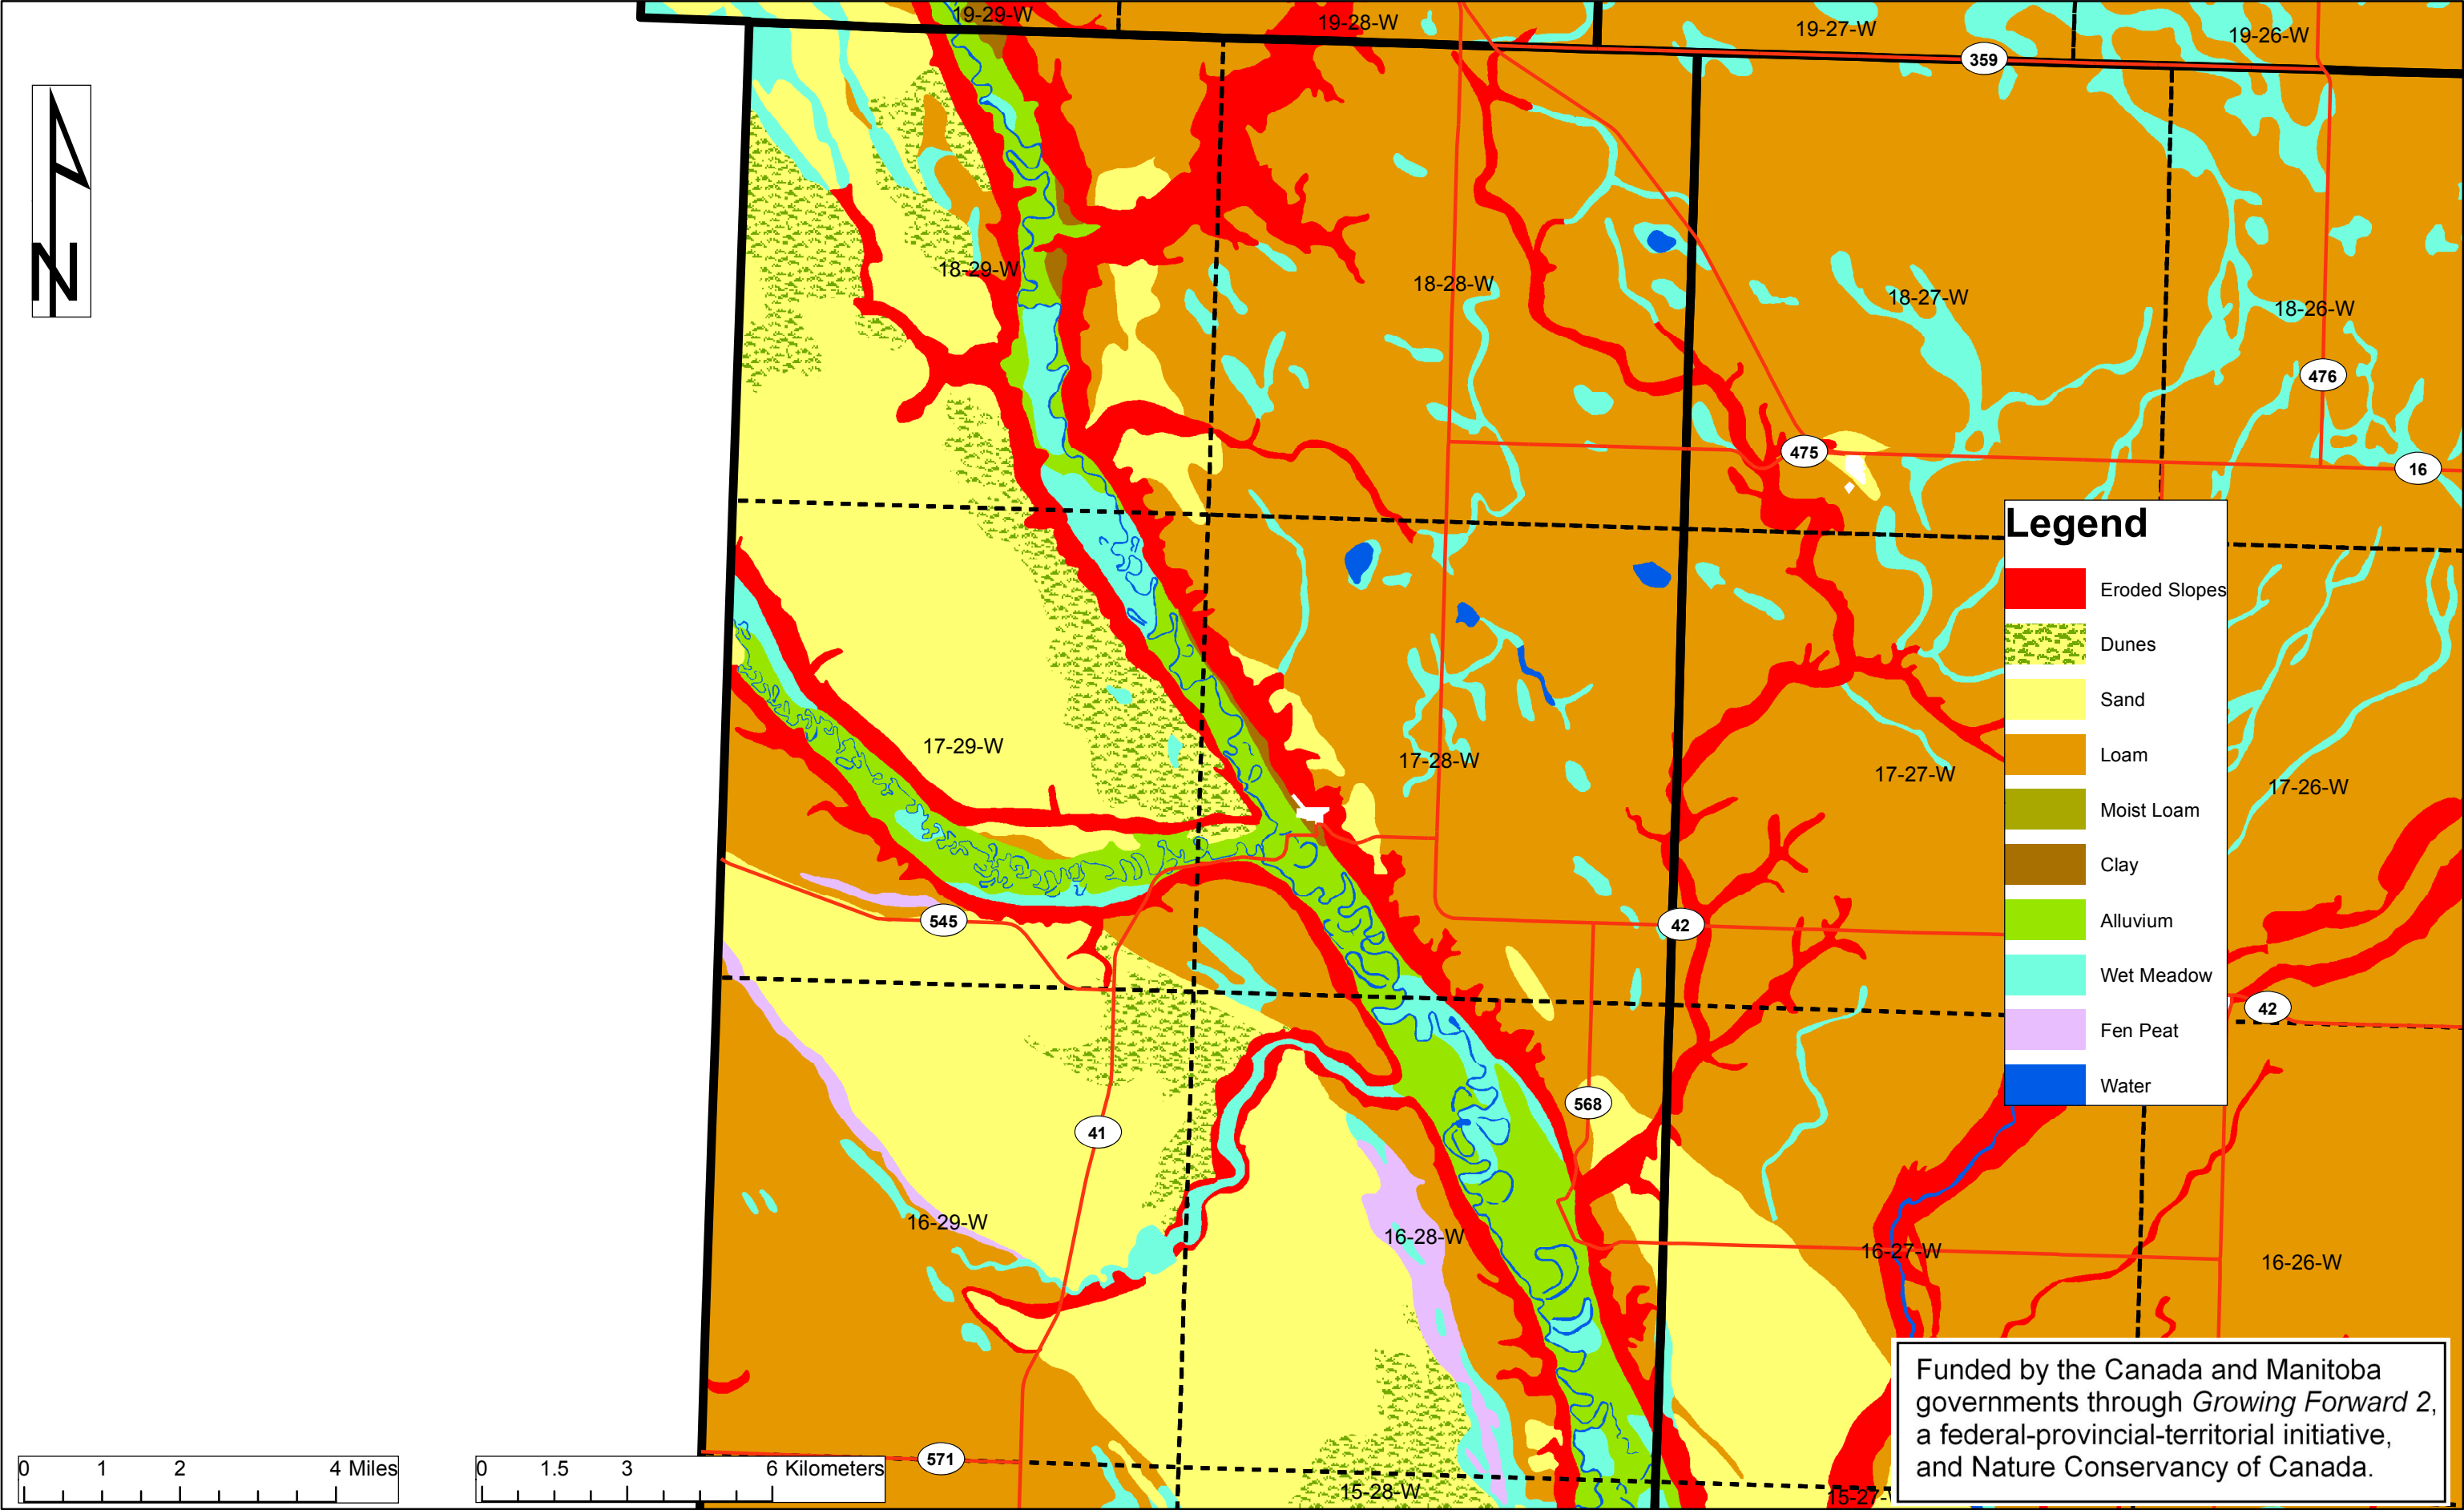 19-29-W
19-28-W
19-27-W
19-26-W
359
N
18-29-W
18-28-W
18-27-W
18-26-W
476
475
16
Legend
Eroded Slopes
Dunes
Sand
Loam
Moist Loam
Clay
Alluvium
Wet Meadow
Fen Peat
Water
17-29-W
17-28-W
17-27-W
17-26-W
545
42
42
568
41
16-29-W
16-28-W
16-27-W
16-26-W
Funded by the Canada and Manitoba
governments through Growing Forward 2,
a federal-provincial-territorial initiative,
and Nature Conservancy of Canada.
571
0 1 2 4 Miles
0 1.5 3 6 Kilometers
15-28-W
15-27-W